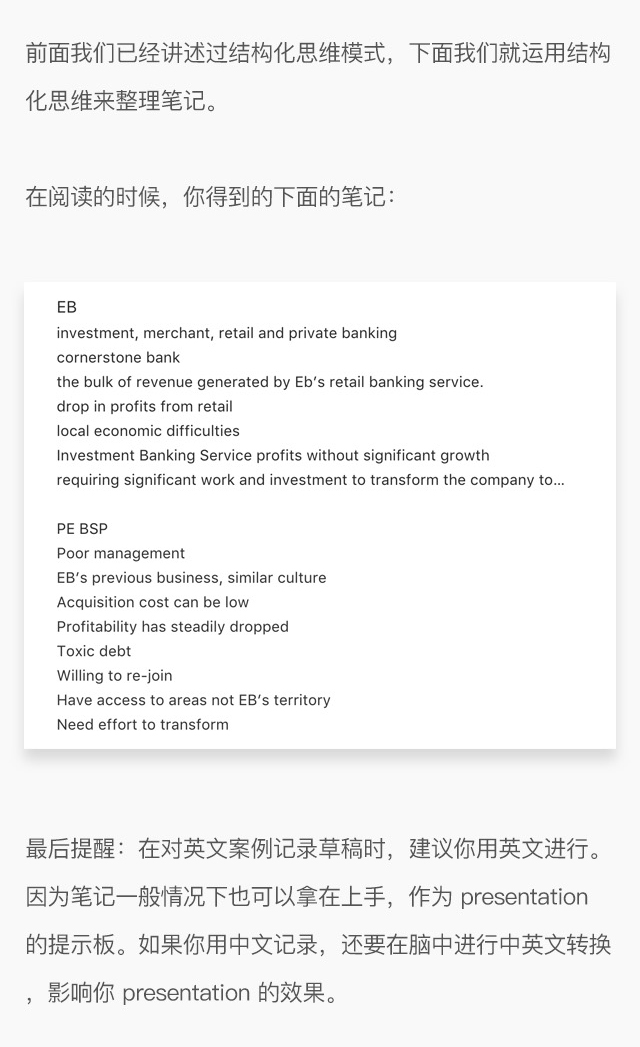 前面我们已经讲述过结构化思维模式，下面我们就运用结构
化思维来整理笔记。
在阅读的时候，你得到的下面的笔记：
EB
investment, merchant, retail and private banking
cornerstone bank
the bulk of revenue generated by Eb’s retail banking service.
drop in profits from retail
local economic difficulties
Investment Banking Service profits without significant growth
requiring significant work and investment to transform the company to...
PE BSP
Poor management
EB’s previous business, similar culture
Acquisition cost can be low
Profitability has steadily dropped
Toxic debt
Willing to re-join
Have access to areas not EB’s territory
Need effort to transform
最后提醒：在对英文案例记录草稿时，建议你用英文进行。
因为笔记一般情况下也可以拿在上手，作为 presentation
的提示板。如果你用中文记录，还要在脑中进行中英文转换
，影响你 presentation 的效果。